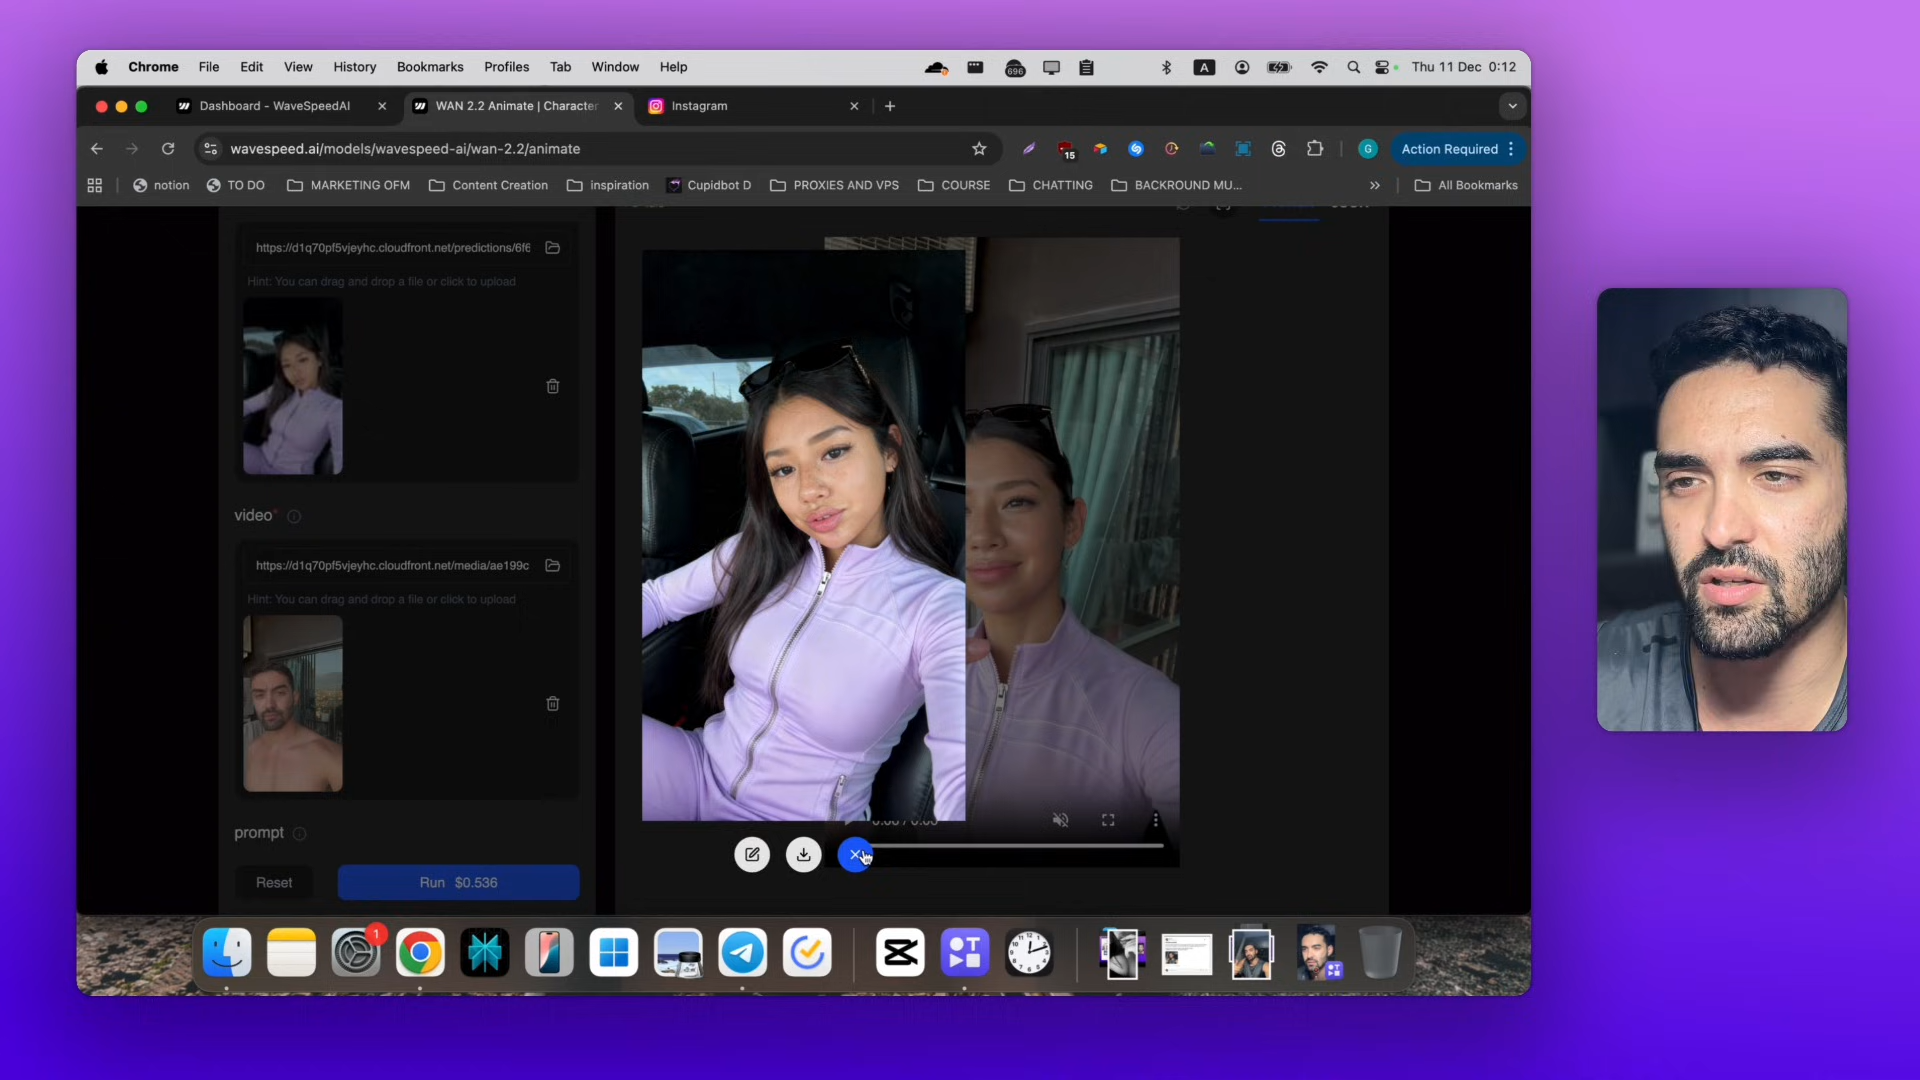 Chrome File Edit View History Bookmarks Profiles Tab Window Help
696
A
Thu 11 Dec 0:12
Dashboard - WaveSpeedAI
WAN 2.2 Animate | Character
Instagram
wavespeed.ai/models/wavespeed-ai/wan-2.2/animate
15
G
Action Required
notion
TO DO
MARKETING OFM
Content Creation
inspiration
Cupidbot D
PROXIES AND VPS
COURSE
CHATTING
BACKROUND MU...
All Bookmarks
https://d1q70pf5vjeyhc.cloudfront.net/predictions/6f6
Hint: You can drag and drop a file or click to upload
video*
https://d1q70pf5vjeyhc.cloudfront.net/media/ae199c
Hint: You can drag and drop a file or click to upload
prompt
Reset
Run $0.536
1